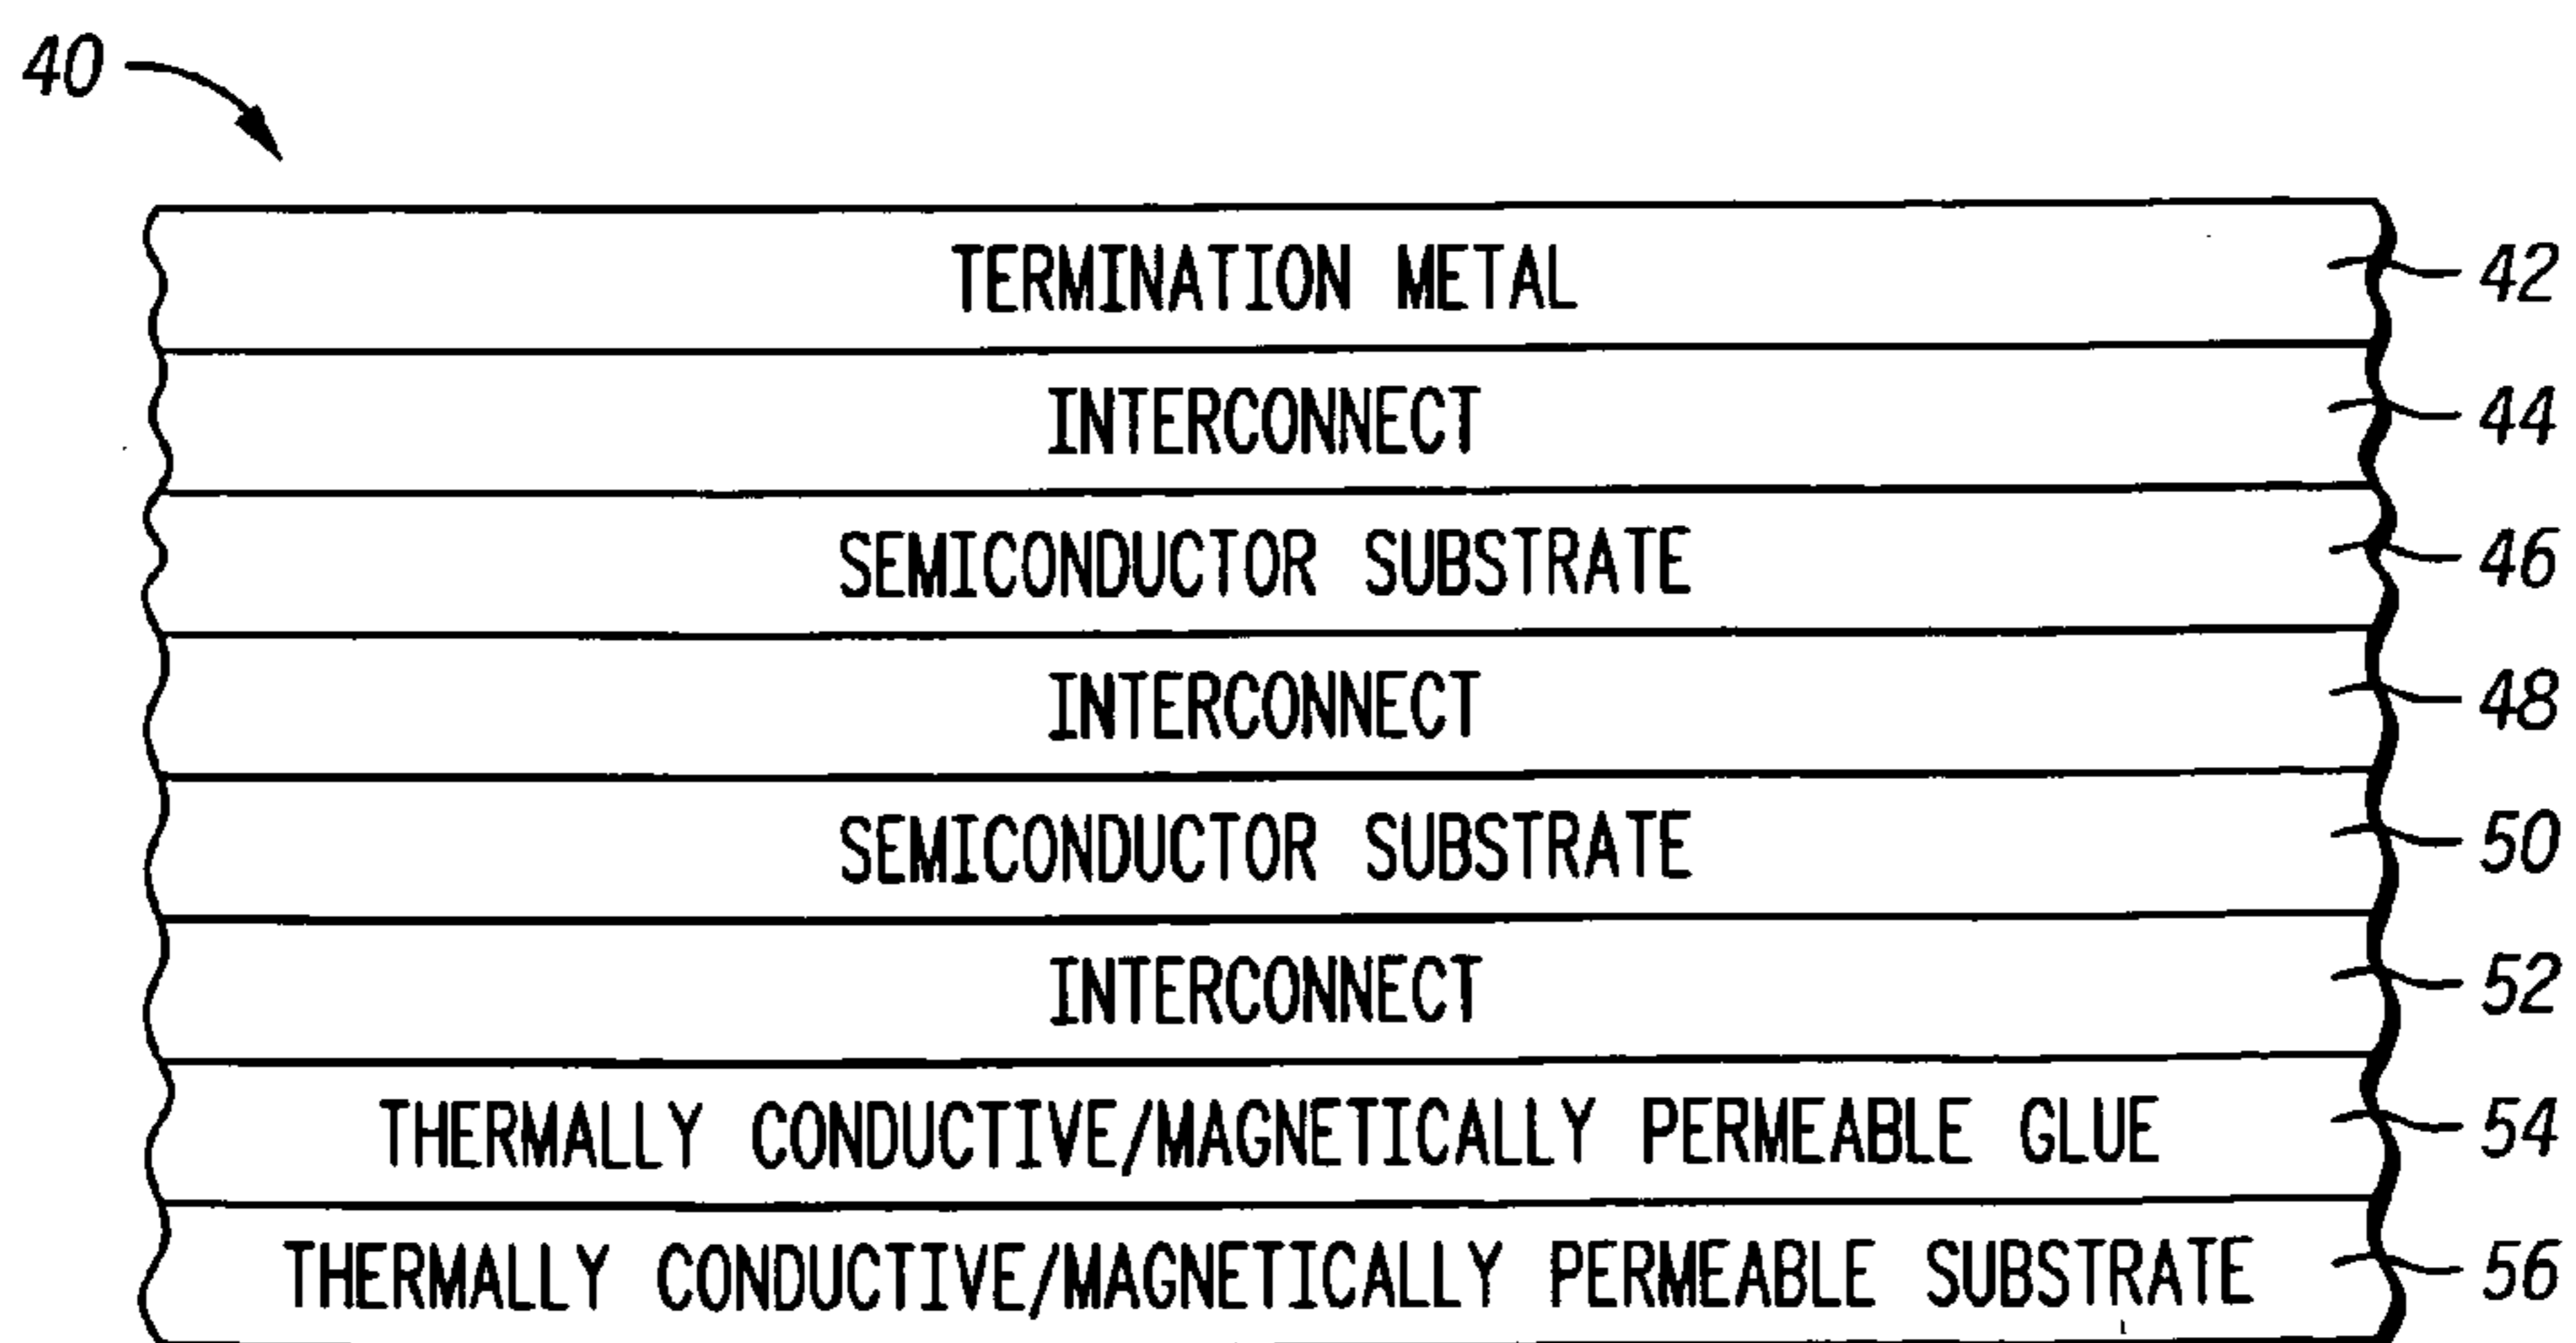 40
TERMINATION METAL 42
INTERCONNECT 44
SEMICONDUCTOR SUBSTRATE 46
INTERCONNECT 48
SEMICONDUCTOR SUBSTRATE 50
INTERCONNECT 52
THERMALLY CONDUCTIVE/MAGNETICALLY PERMEABLE GLUE 54
THERMALLY CONDUCTIVE/MAGNETICALLY PERMEABLE SUBSTRATE 56